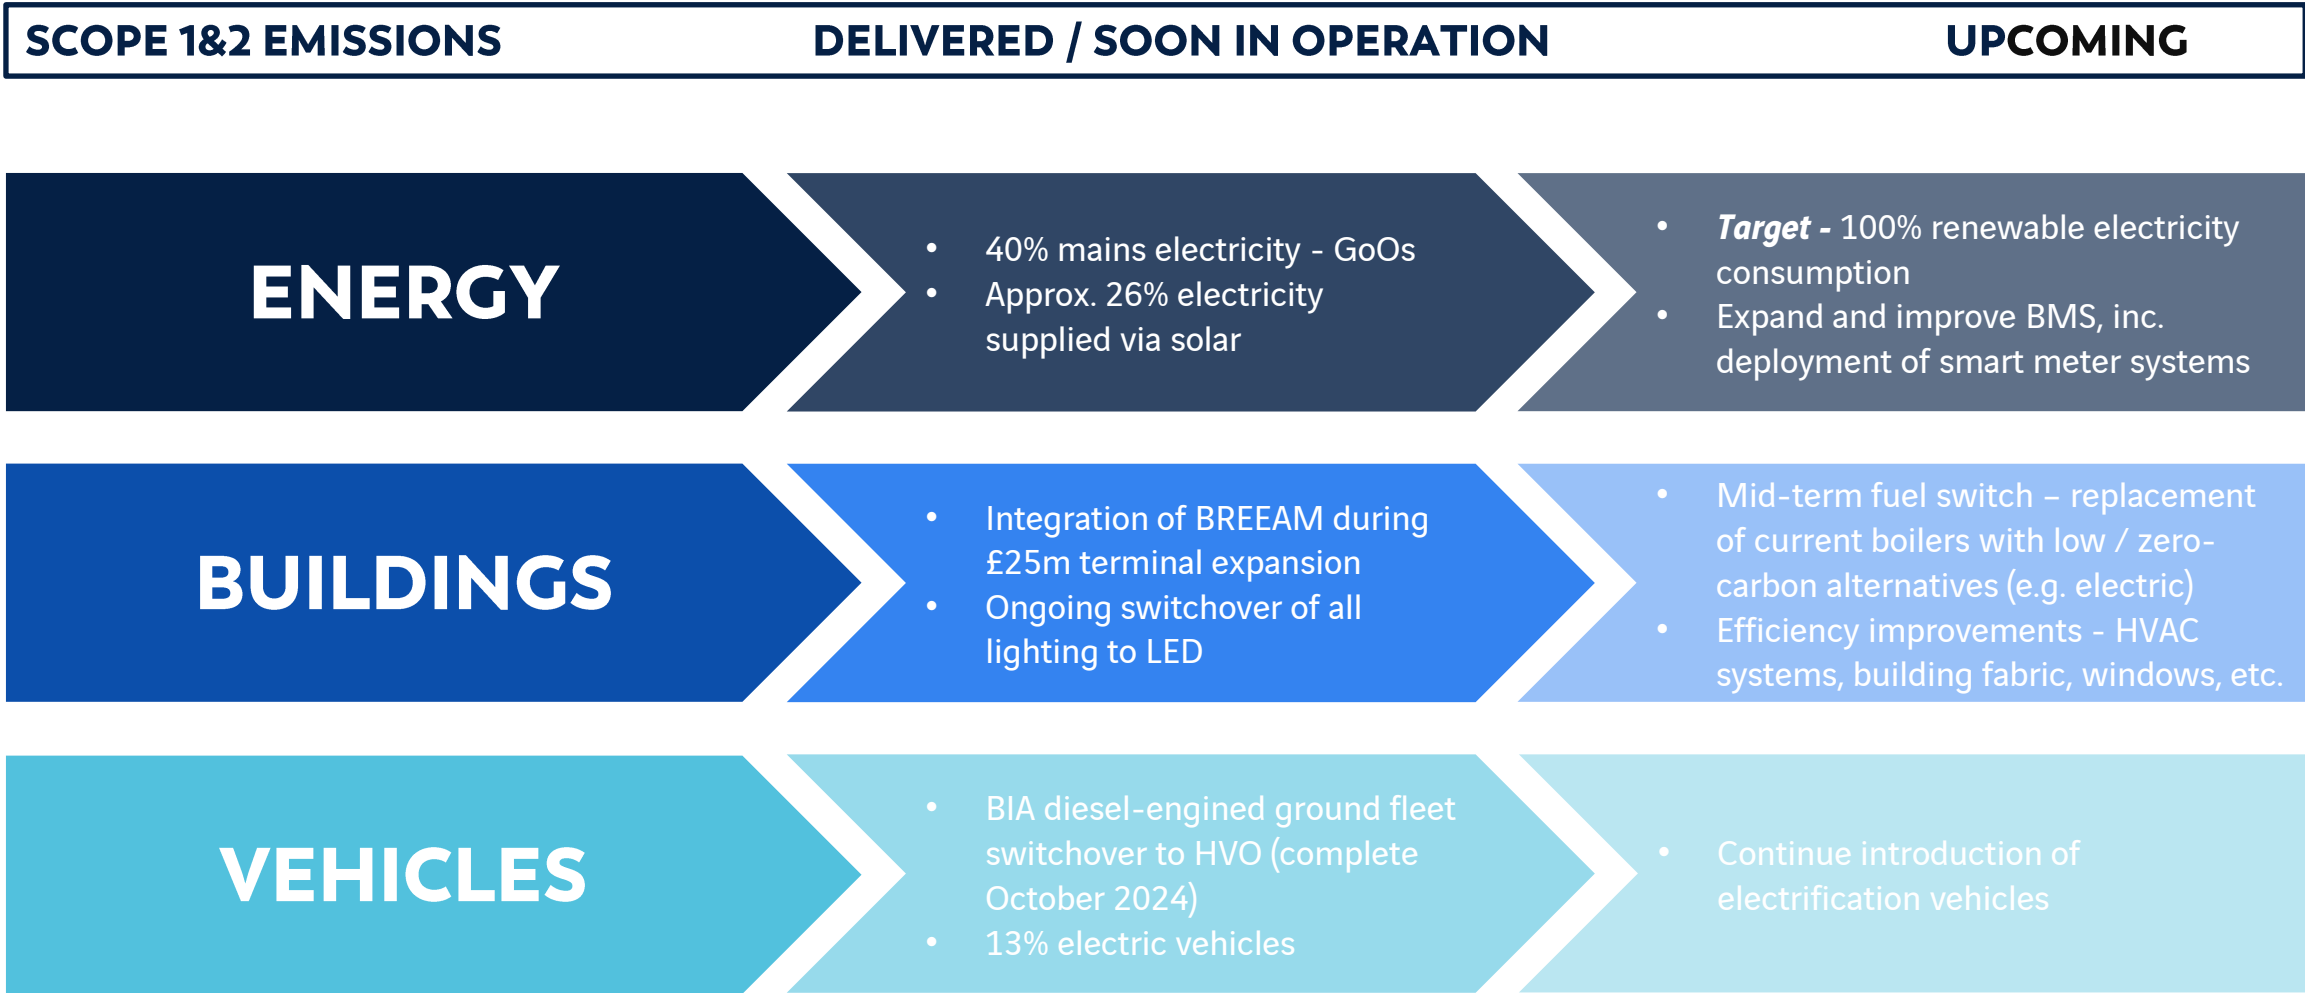 SCOPE 1&2 EMISSIONS
DELIVERED / SOON IN OPERATION
UPCOMING
ENERGY
• 40% mains electricity - GoOs
• Approx. 26% electricity
supplied via solar
• Target - 100% renewable electricity
consumption
• Expand and improve BMS, inc.
deployment of smart meter systems
BUILDINGS
• Integration of BREEAM during
£25m terminal expansion
• Ongoing switchover of all
lighting to LED
• Mid-term fuel switch – replacement
of current boilers with low / zero-
carbon alternatives (e.g. electric)
• Efficiency improvements - HVAC
systems, building fabric, windows, etc.
VEHICLES
• BIA diesel-engined ground fleet
switchover to HVO (complete
October 2024)
• 13% electric vehicles
• Continue introduction of
electrification vehicles